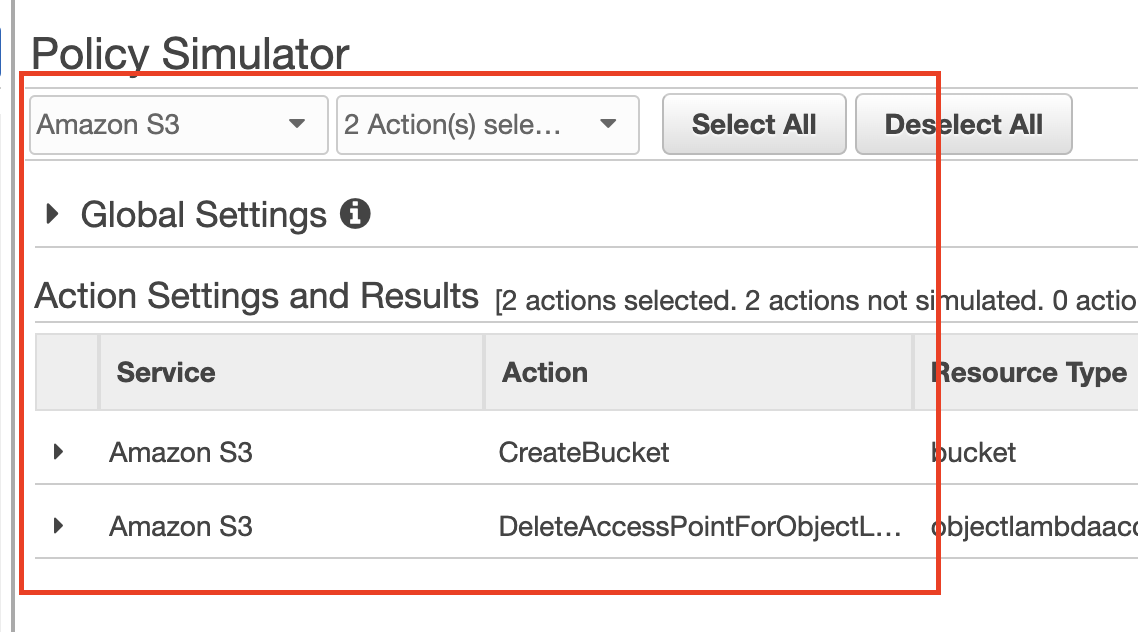 Policy Simulator
Amazon S3 2 Action(s) sele... Select All Deselect All
Global Settings
Action Settings and Results [2 actions selected. 2 actions not simulated. 0 actio
Service Action Resource Type
Amazon S3 CreateBucket bucket
Amazon S3 DeleteAccessPointForObjectL... objectlambdaacc